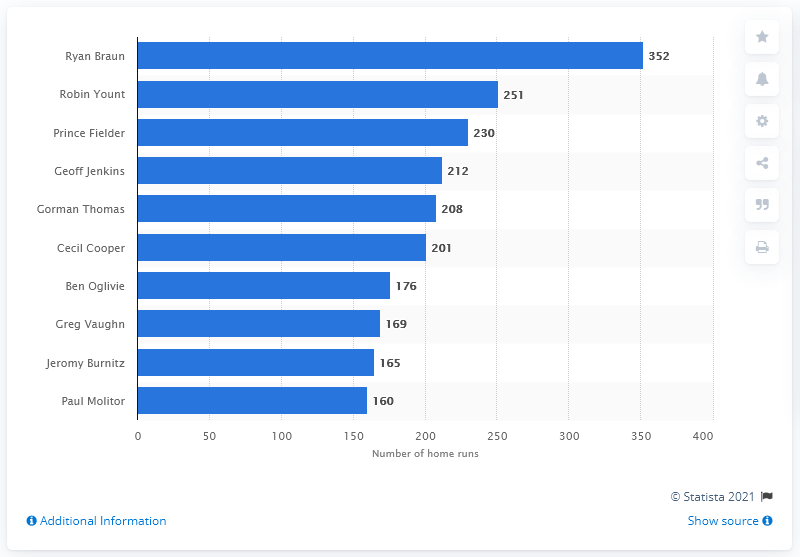 Ryan Braun 352
Robin Yount 251
Prince Fielder 230
Geoff Jenkins 212
Gorman Thomas 208
Cecil Cooper 201
Ben Oglivie 176
Greg Vaughn 169
Jeromy Burnitz 165
Paul Molitor 160
0 50 100 150 200 250 300 350 400
Number of home runs
© Statista 2021
Additional Information Show source